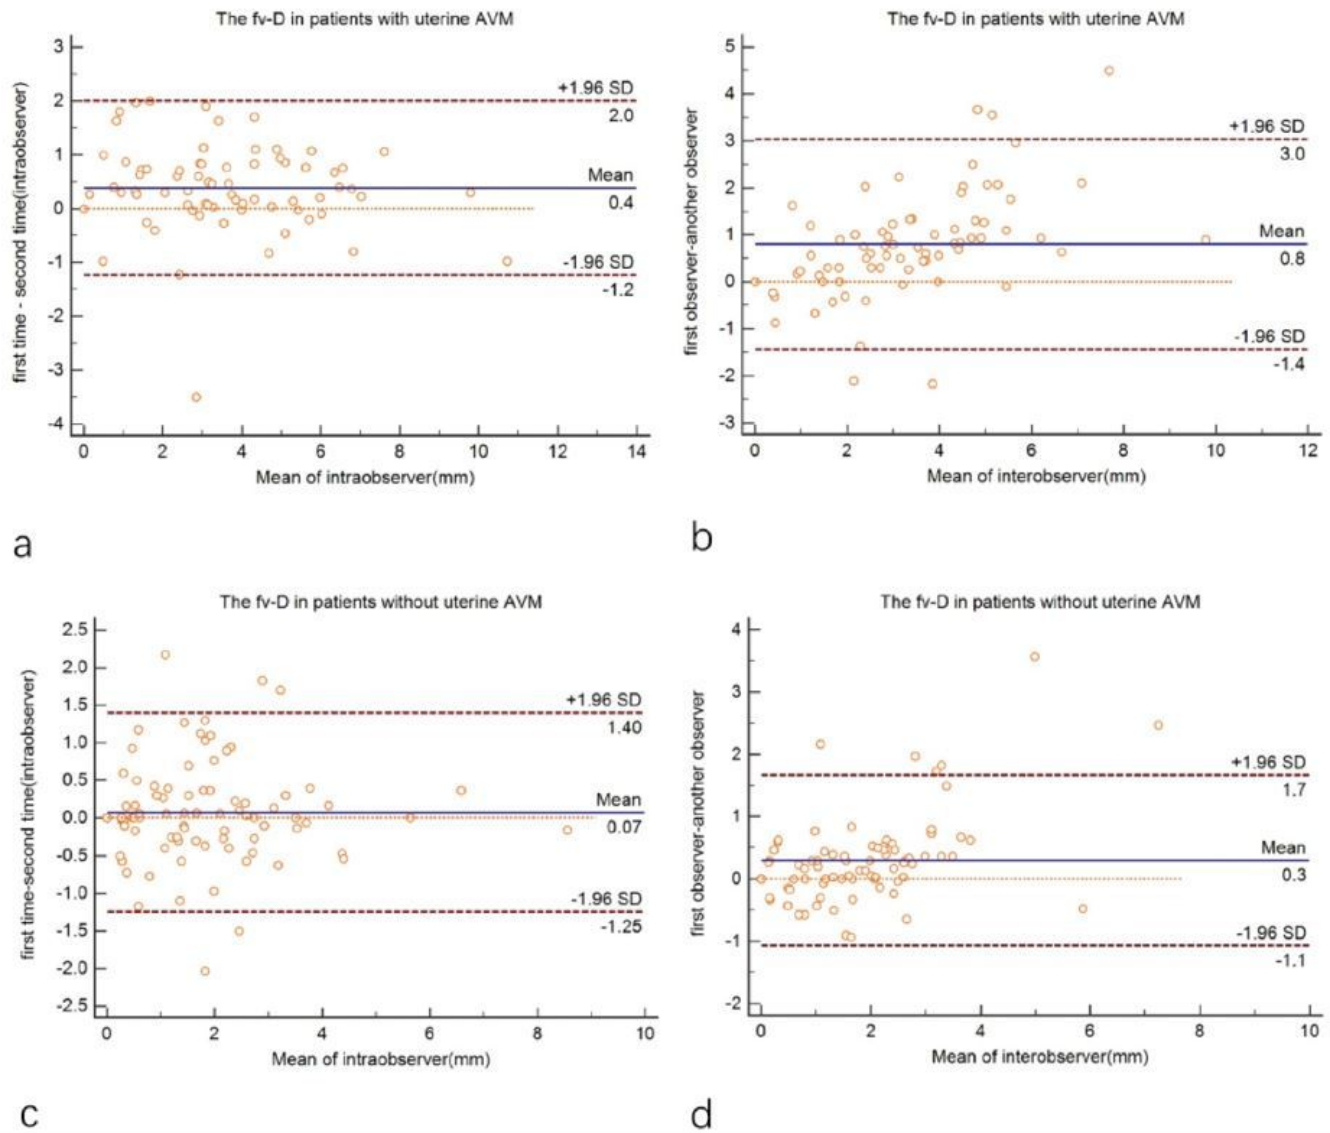 The fv-D in patients with uterine AVM
first time - second time(intraobserver)
3
2
1
0
-1
-2
-3
-4
+1.96 SD
2.0
Mean
0.4
-1.96 SD
-1.2
0 2 4 6 8 10 12 14
Mean of intraobserver(mm)
a
The fv-D in patients with uterine AVM
first observer-another observer
5
4
3
2
1
0
-1
-2
-3
+1.96 SD
3.0
Mean
0.8
-1.96 SD
-1.4
0 2 4 6 8 10 12
Mean of interobserver(mm)
b
The fv-D in patients without uterine AVM
first time-second time(intraobserver)
2.5
2.0
1.5
1.0
0.5
0.0
-0.5
-1.0
-1.5
-2.0
-2.5
+1.96 SD
1.40
Mean
0.07
-1.96 SD
-1.25
0 2 4 6 8 10
Mean of intraobserver(mm)
c
The fv-D in patients without uterine AVM
first observer-another observer
4
3
2
1
0
-1
-2
+1.96 SD
1.7
Mean
0.3
-1.96 SD
-1.1
0 2 4 6 8 10
Mean of interobserver(mm)
d